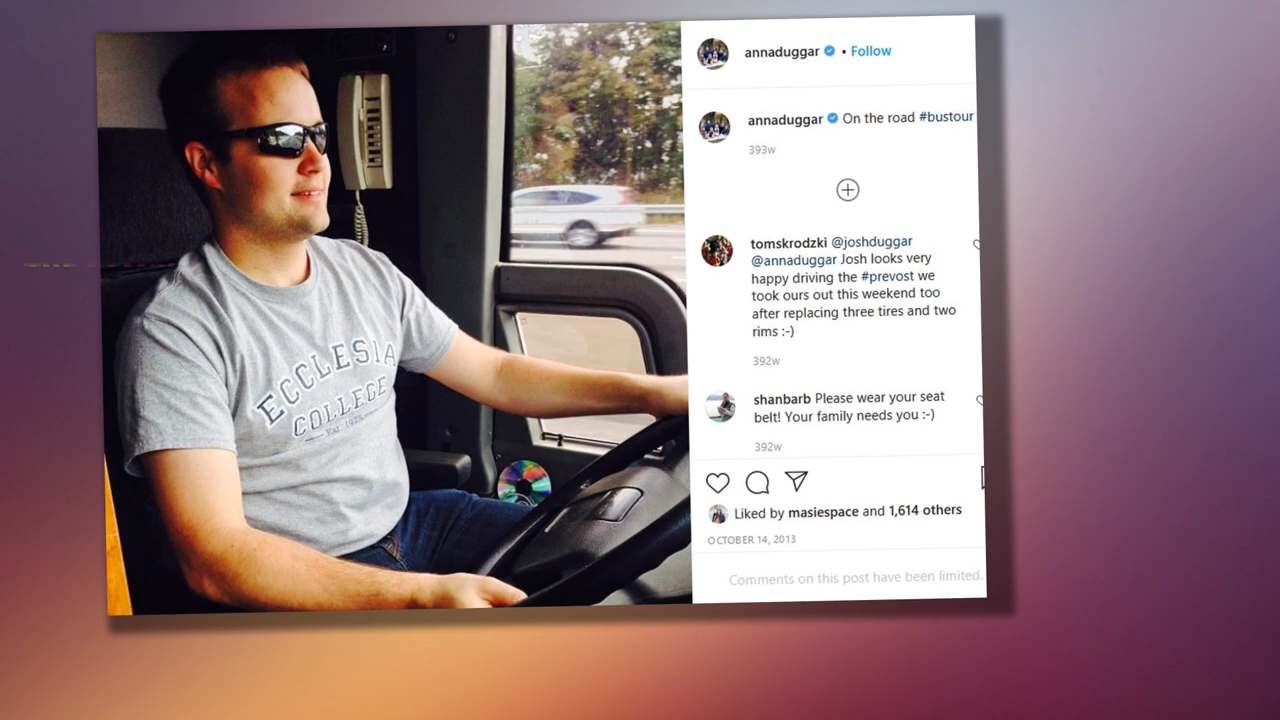 ECCLESIA
COLLEGE
Est. 1975
annaduggar • Follow
annaduggar On the road #bustour
393w
tomskrodzki @joshduggar
@annaduggar Josh looks very
happy driving the #prevost we
took ours out this weekend too
after replacing three tires and two
rims :-)
392w
shanbarb Please wear your seat
belt! Your family needs you :-)
392w
Liked by masiespace and 1,614 others
OCTOBER 14, 2013
Comments on this post have been limited.